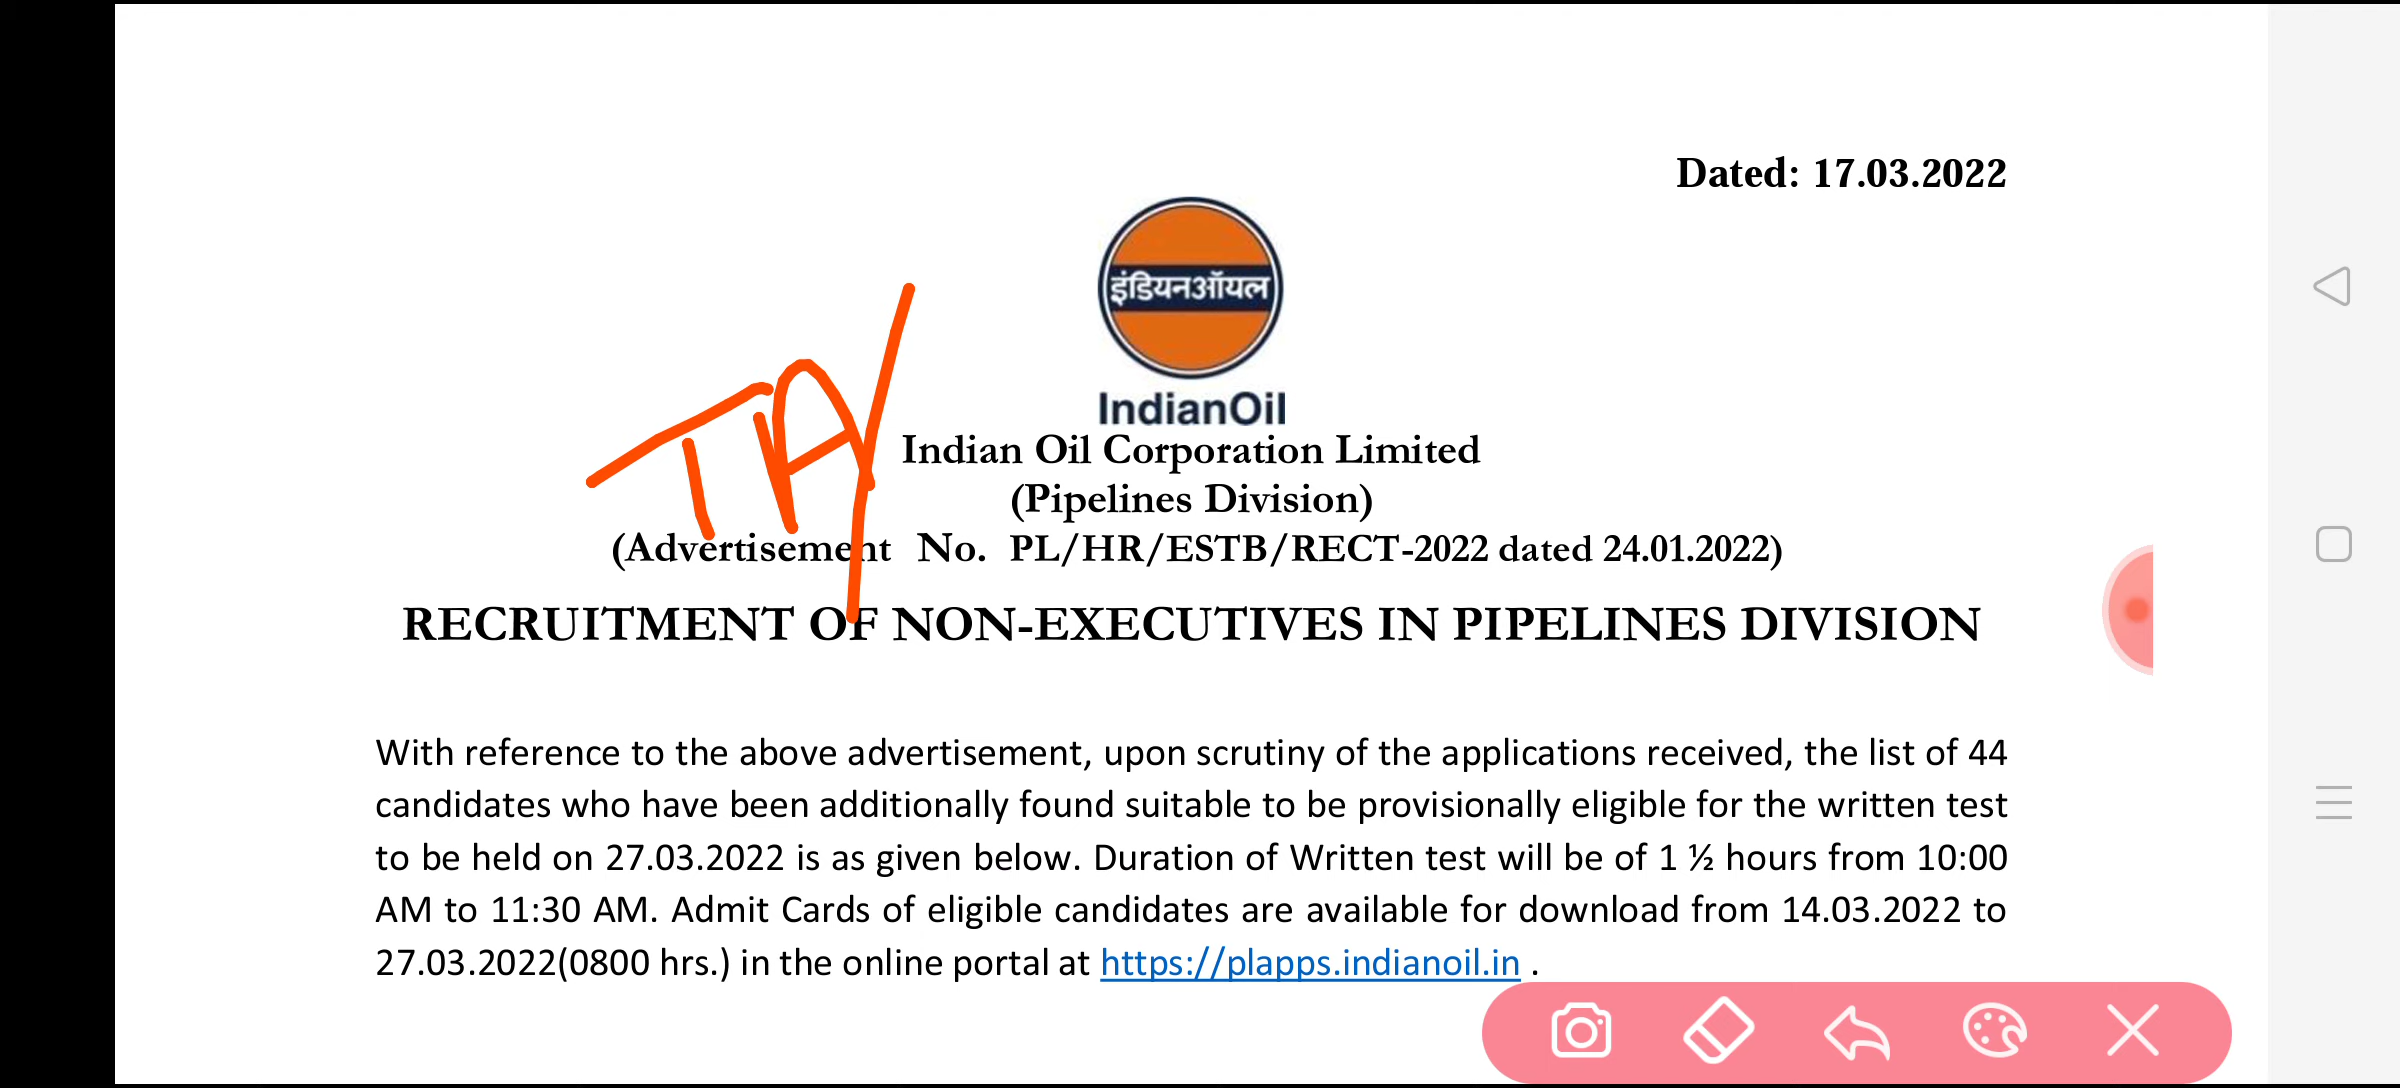 Dated: 17.03.2022
इंडियनऑयल
IndianOil
TA/
Indian Oil Corporation Limited
(Pipelines Division)
(Advertisement No. PL/HR/ESTB/RECT-2022 dated 24.01.2022)
RECRUITMENT OF NON-EXECUTIVES IN PIPELINES DIVISION
With reference to the above advertisement, upon scrutiny of the applications received, the list of 44
candidates who have been additionally found suitable to be provisionally eligible for the written test
to be held on 27.03.2022 is as given below. Duration of Written test will be of 1 ½ hours from 10:00
AM to 11:30 AM. Admit Cards of eligible candidates are available for download from 14.03.2022 to
27.03.2022(0800 hrs.) in the online portal at https://plapps.indianoil.in .